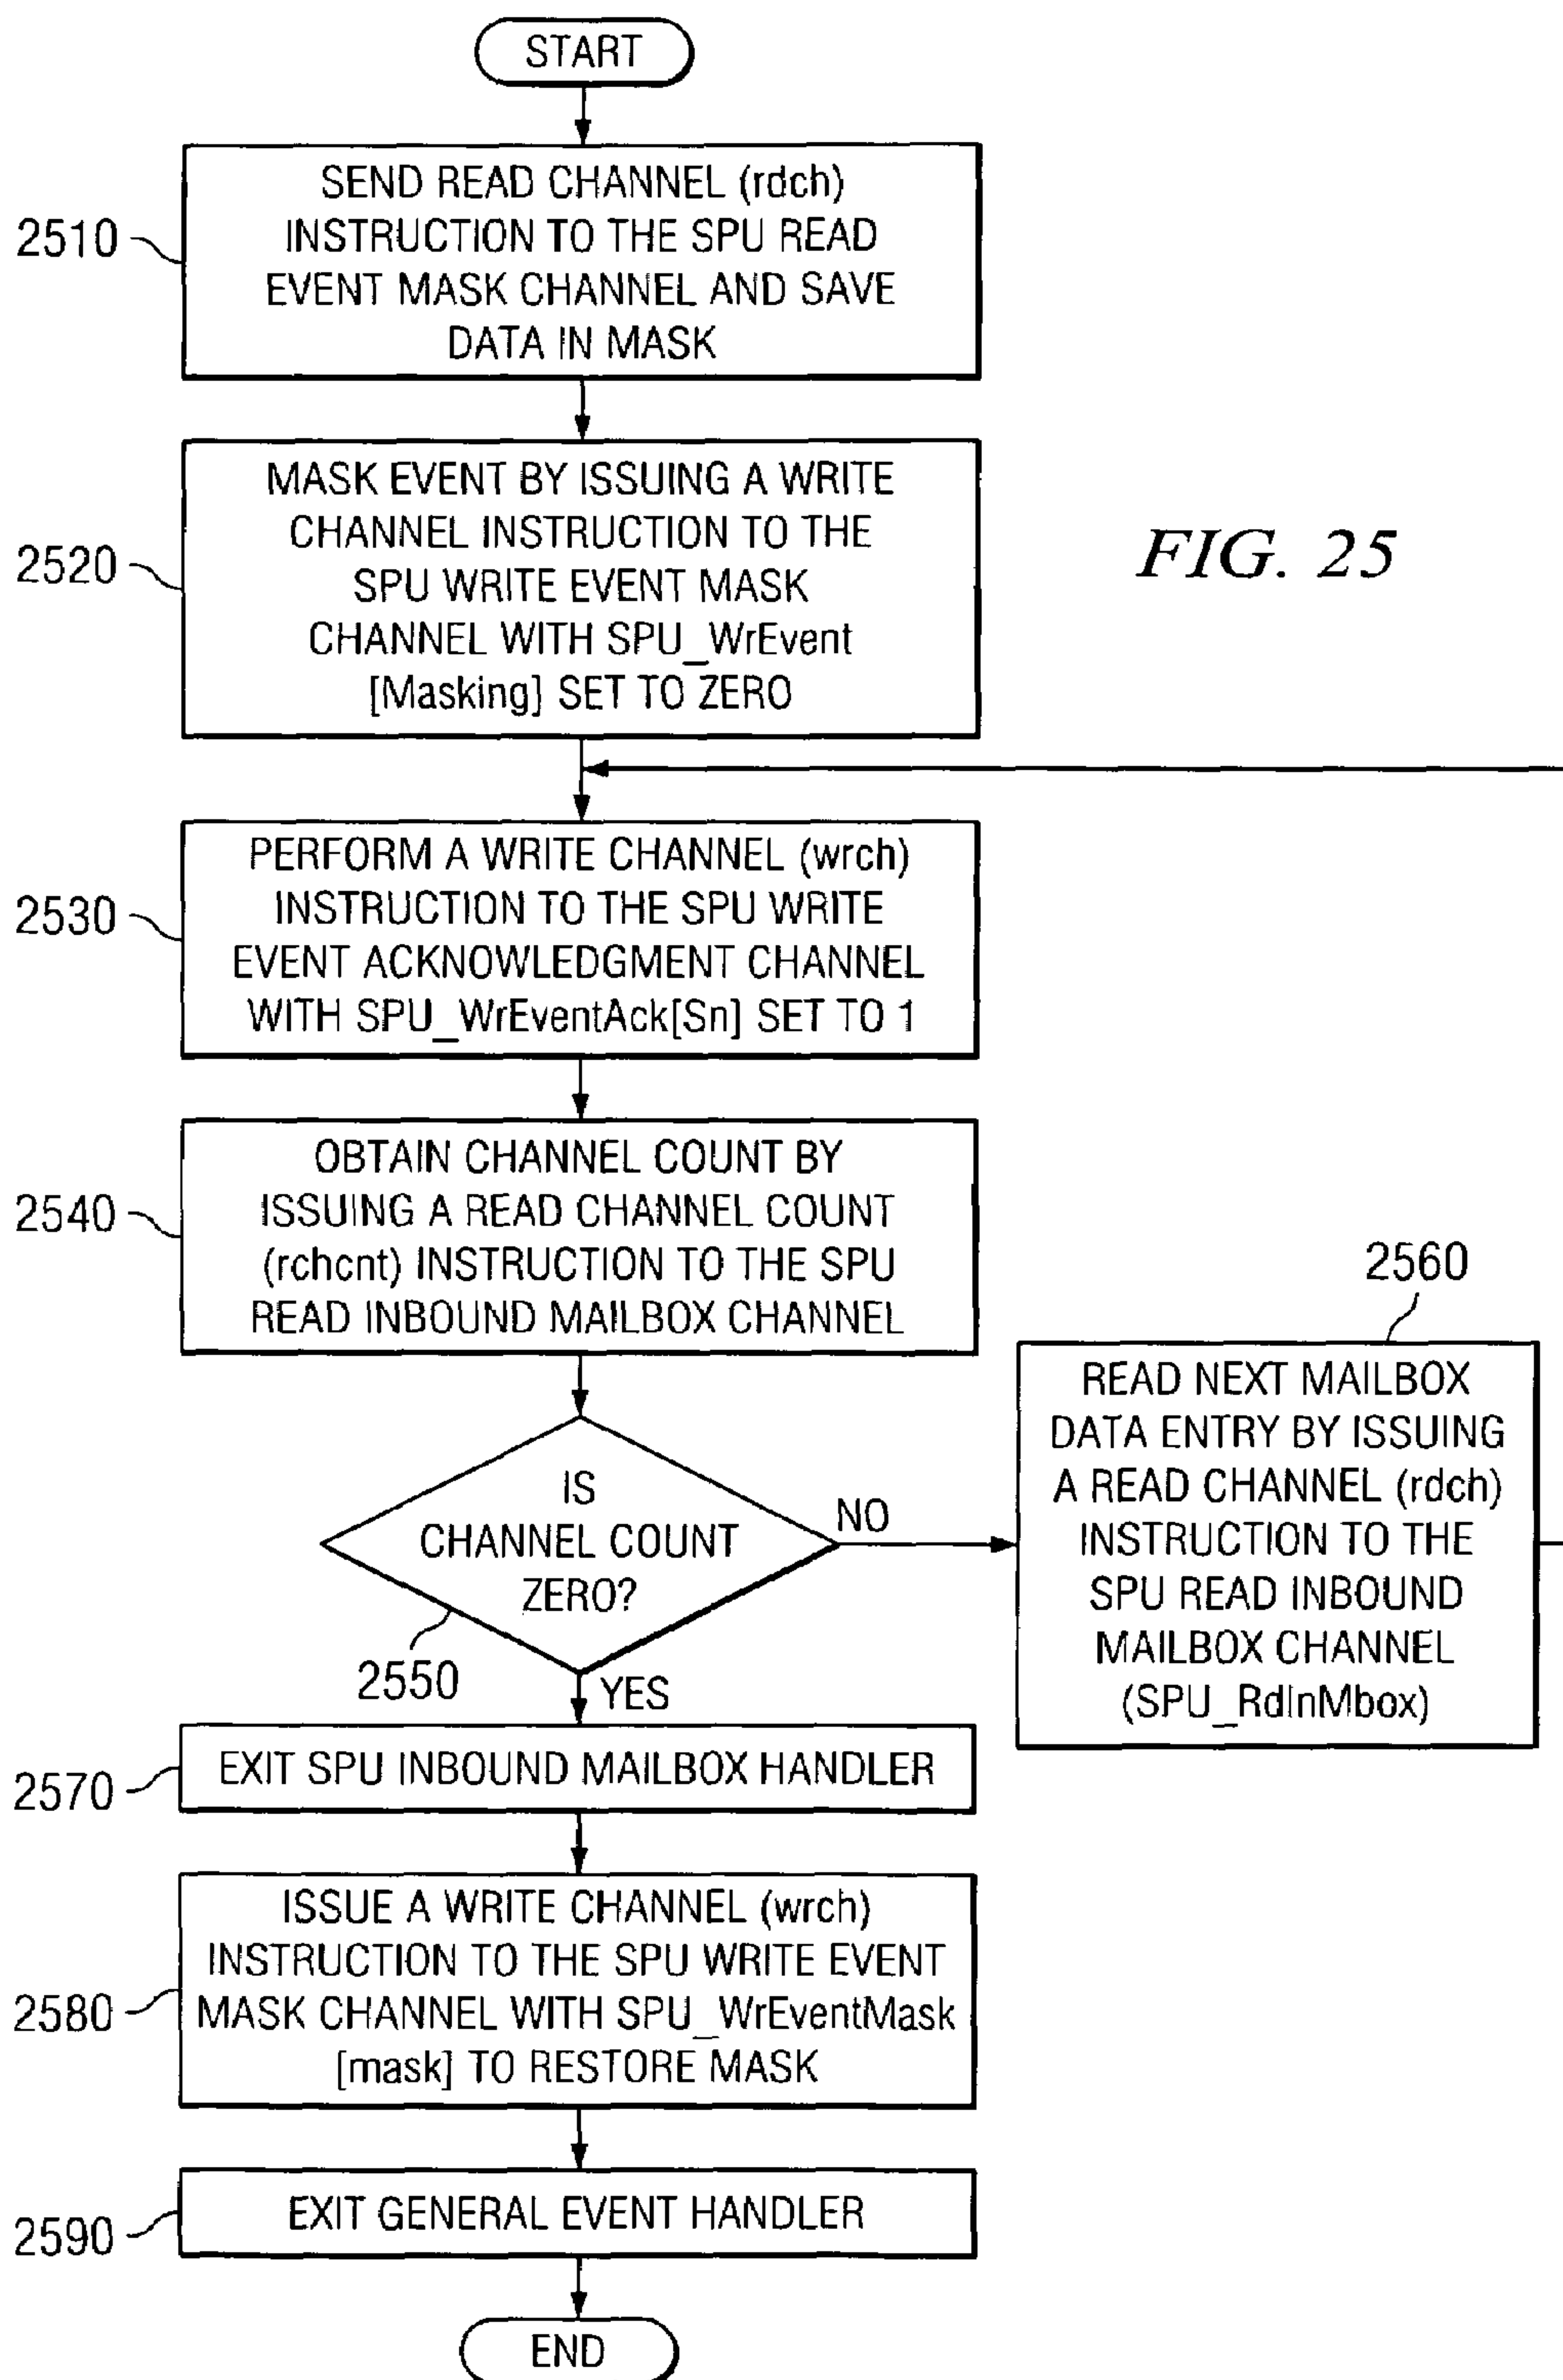 START
2510
SEND READ CHANNEL (rdch)
INSTRUCTION TO THE SPU READ
EVENT MASK CHANNEL AND SAVE
DATA IN MASK
2520
MASK EVENT BY ISSUING A WRITE
CHANNEL INSTRUCTION TO THE
SPU WRITE EVENT MASK
CHANNEL WITH SPU_WrEvent
[Masking] SET TO ZERO
FIG. 25
2530
PERFORM A WRITE CHANNEL (wrch)
INSTRUCTION TO THE SPU WRITE
EVENT ACKNOWLEDGMENT CHANNEL
WITH SPU_WrEventAck[Sn] SET TO 1
2540
OBTAIN CHANNEL COUNT BY
ISSUING A READ CHANNEL COUNT
(rchcnt) INSTRUCTION TO THE SPU
READ INBOUND MAILBOX CHANNEL
IS
CHANNEL COUNT
ZERO?
2550
NO
YES
2560
READ NEXT MAILBOX
DATA ENTRY BY ISSUING
A READ CHANNEL (rdch)
INSTRUCTION TO THE
SPU READ INBOUND
MAILBOX CHANNEL
(SPU_RdInMbox)
2570
EXIT SPU INBOUND MAILBOX HANDLER
2580
ISSUE A WRITE CHANNEL (wrch)
INSTRUCTION TO THE SPU WRITE EVENT
MASK CHANNEL WITH SPU_WrEventMask
[mask] TO RESTORE MASK
2590
EXIT GENERAL EVENT HANDLER
END